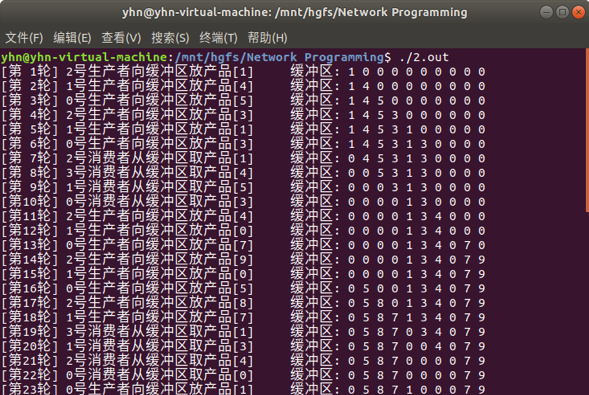 yhn@yhn-virtual-machine: /mnt/hgfs/Network Programming
文件(F) 编辑(E) 查看(V) 搜索(S) 终端(T) 帮助(H)
yhn@yhn-virtual-machine:/mnt/hgfs/Network Programming$ ./2.out
[第 1轮] 2号生产者向缓冲区放产品[1] 缓冲区: 1 0 0 0 0 0 0 0 0 0
[第 2轮] 1号生产者向缓冲区放产品[4] 缓冲区: 1 4 0 0 0 0 0 0 0 0
[第 3轮] 0号生产者向缓冲区放产品[5] 缓冲区: 1 4 5 0 0 0 0 0 0 0
[第 4轮] 2号生产者向缓冲区放产品[3] 缓冲区: 1 4 5 3 0 0 0 0 0 0
[第 5轮] 1号生产者向缓冲区放产品[1] 缓冲区: 1 4 5 3 1 0 0 0 0 0
[第 6轮] 0号生产者向缓冲区放产品[3] 缓冲区: 1 4 5 3 1 3 0 0 0 0
[第 7轮] 2号消费者从缓冲区取产品[1] 缓冲区: 0 4 5 3 1 3 0 0 0 0
[第 8轮] 3号消费者从缓冲区取产品[4] 缓冲区: 0 0 5 3 1 3 0 0 0 0
[第 9轮] 1号消费者从缓冲区取产品[5] 缓冲区: 0 0 0 3 1 3 0 0 0 0
[第10轮] 0号消费者从缓冲区取产品[3] 缓冲区: 0 0 0 0 1 3 0 0 0 0
[第11轮] 2号生产者向缓冲区放产品[4] 缓冲区: 0 0 0 0 1 3 4 0 0 0
[第12轮] 1号生产者向缓冲区放产品[0] 缓冲区: 0 0 0 0 1 3 4 0 0 0
[第13轮] 0号生产者向缓冲区放产品[7] 缓冲区: 0 0 0 0 1 3 4 0 7 0
[第14轮] 2号生产者向缓冲区放产品[9] 缓冲区: 0 0 0 0 1 3 4 0 7 9
[第15轮] 1号生产者向缓冲区放产品[0] 缓冲区: 0 0 0 0 1 3 4 0 7 9
[第16轮] 0号生产者向缓冲区放产品[5] 缓冲区: 0 5 0 0 1 3 4 0 7 9
[第17轮] 2号生产者向缓冲区放产品[8] 缓冲区: 0 5 8 0 1 3 4 0 7 9
[第18轮] 1号生产者向缓冲区放产品[7] 缓冲区: 0 5 8 7 1 3 4 0 7 9
[第19轮] 3号消费者从缓冲区取产品[1] 缓冲区: 0 5 8 7 0 3 4 0 7 9
[第20轮] 1号消费者从缓冲区取产品[3] 缓冲区: 0 5 8 7 0 0 4 0 7 9
[第21轮] 2号消费者从缓冲区取产品[4] 缓冲区: 0 5 8 7 0 0 0 0 7 9
[第22轮] 0号消费者从缓冲区取产品[0] 缓冲区: 0 5 8 7 0 0 0 0 7 9
[第23轮] 0号生产者向缓冲区放产品[1] 缓冲区: 0 5 8 7 1 0 0 0 7 9